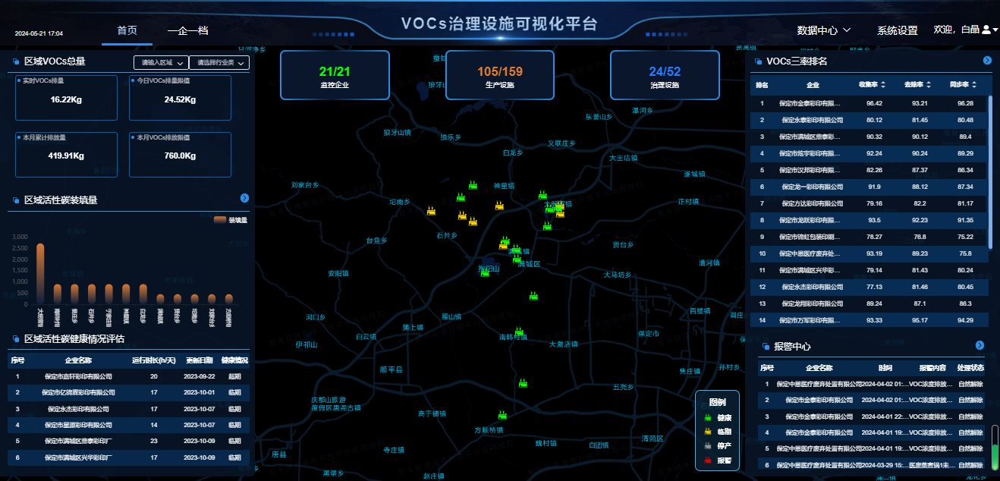 VOCs治理设施可视化平台
2024-05-21 17:04
首页
一企一档
数据中心
系统设置
欢迎，白晶
区域VOCs总量
请输入区域
请选择行业类
实时VOCs排量
16.22Kg
今日VOCs排量限值
24.52Kg
本月累计排放量
419.91Kg
本月VOCs排放限值
760.0Kg
区域活性碳装填量
装填量
3,000
2,500
2,000
1,500
1,000
500
0
区域活性碳健康情况评估
序号 企业名称 运行时长(h/天) 更新日期 健康情况
1 保定市嘉轩彩印有限公司 20 2023-09-22 超期
2 保定市亿锦霖彩印有限公司 17 2023-10-01 临期
3 保定永杰彩印有限公司 17 2023-10-07 临期
4 保定市星源彩印有限公司 14 2023-10-07 临期
5 保定市满城区鼎泰彩印厂 23 2023-10-09 临期
6 保定市满城区兴华彩印厂 17 2023-10-09 临期
21/21
监控企业
105/159
生产设施
24/52
治理设施
狼牙山镇
独乐乡
东釜山乡
瀑河乡
义联庄乡
白龙乡
大王店镇
遂城镇
刘家台乡
神星镇
坨南乡
正村镇
石井乡
台鱼乡
贤台乡
满城区
抱阳山
安阳镇
大马坊乡
漕河镇
河口乡
腰山镇
蒲上镇
百楼镇
白云镇
南韩村镇
保定市
伊祁山
大激店镇
顺平县
焦庄镇
孙村乡
五尧乡
庆都山旅游
度假区唐尧古镇
高于铺镇
方顺桥镇
魏村镇
白团镇
清苑区
寺庄镇
唐县
黑堡乡
赵庄镇
图例
健康
临期
停产
报警
VOCs三率排名
排名 企业 收集率 去除率 同步率
1 保定市金泰彩印有限... 96.42 93.21 96.28
2 保定永泰彩印有限公司 80.12 81.45 80.48
3 保定市满城区鼎泰彩... 90.32 90.12 89.4
4 保定市炫宇彩印有限... 92.24 90.24 89.29
5 保定市汉邦彩印有限... 82.26 87.37 86.34
6 保定龙一彩印有限公司 91.9 88.12 87.34
7 保定方达彩印有限公司 79.16 82.2 81.17
8 保定市龙跃彩印有限... 93.5 92.23 91.35
9 保定市锦虹包装印刷... 78.27 76.8 75.22
10 保定中恩医疗废弃处... 93.19 89.23 75.8
11 保定市满城区兴华彩... 79.14 81.43 80.24
12 保定永杰彩印有限公司 77.13 81.46 80.45
13 保定龙翔彩印有限公司 89.24 87.1 86.3
14 保定市万军彩印有限... 93.33 95.17 94.29
报警中心
序号 企业名称 时间 报警内容 处理状态
1 保定中恩医疗废弃处置有限公司 2024-04-02 01:... VOC浓度排放... 自然解除
2 保定市金泰彩印有限公司 2024-04-02 01:... VOC浓度排放... 自然解除
3 保定市金泰彩印有限公司 2024-04-01 22:... VOC浓度排放... 自然解除
4 保定市金泰彩印有限公司 2024-04-01 19:... VOC浓度排放... 自然解除
5 保定中恩医疗废弃处置有限公司 2024-04-01 19:... VOC浓度排放... 自然解除
6 保定中恩医疗废弃处置有限公司 2024-03-29 15:... 医废蒸煮锅1未... 自然解除